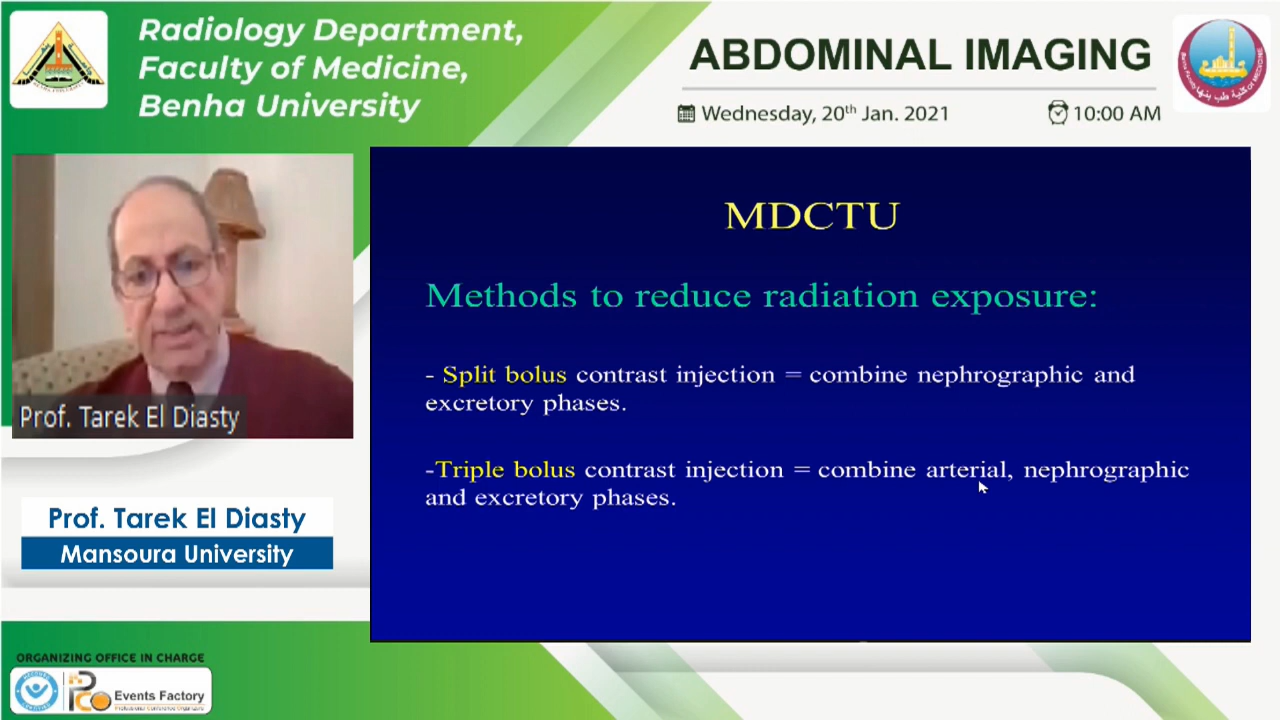 Radiology Department,
Faculty of Medicine,
Benha University
ABDOMINAL IMAGING
Wednesday, 20th Jan. 2021
10:00 AM
Prof. Tarek El Diasty
Prof. Tarek El Diasty
Mansoura University
MDCTU
Methods to reduce radiation exposure:
- Split bolus contrast injection = combine nephrographic and
excretory phases.
-Triple bolus contrast injection = combine arterial, nephrographic
and excretory phases.
ORGANIZING OFFICE IN CHARGE
Events Factory
Professional Conference Organizers